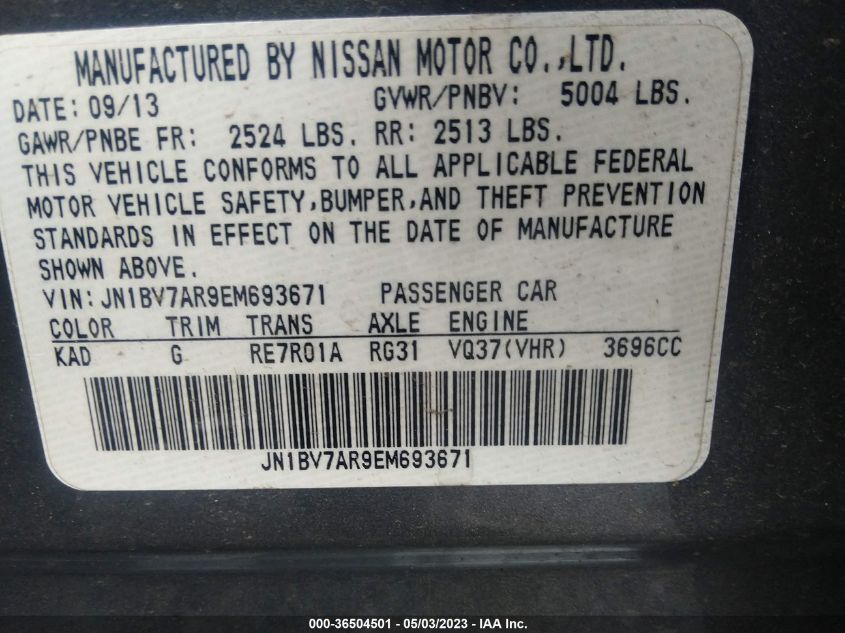 MANUFACTURED BY NISSAN MOTOR CO.,LTD.
DATE: 09/13 GVWR/PNBV: 5004 LBS.
GAWR/PNBE FR: 2524 LBS. RR: 2513 LBS.
THIS VEHICLE CONFORMS TO ALL APPLICABLE FEDERAL
MOTOR VEHICLE SAFETY,BUMPER,AND THEFT PREVENTION
STANDARDS IN EFFECT ON THE DATE OF MANUFACTURE
SHOWN ABOVE.
VIN:JN1BV7AR9EM693671 PASSENGER CAR
COLOR TRIM TRANS AXLE ENGINE
KAD G RE7R01A RG31 VQ37(VHR) 3696CC
JN1BV7AR9EM693671
000-36504501 - 05/03/2023 - IAA Inc.